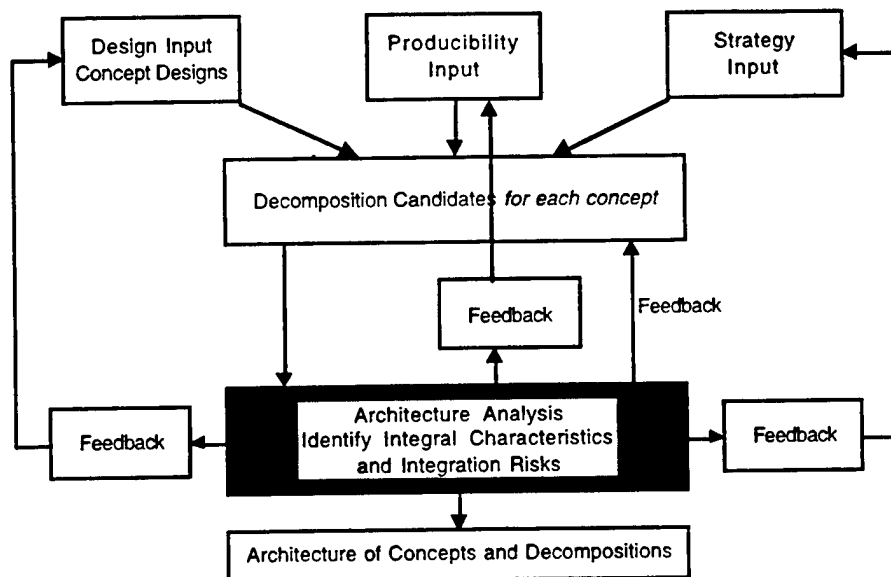 Design Input
Concept Designs
Producibility
Input
Strategy
Input
Decomposition Candidates for each concept
Feedback
Feedback
Architecture Analysis
Identify Integral Characteristics
and Integration Risks
Feedback
Feedback
Architecture of Concepts and Decompositions